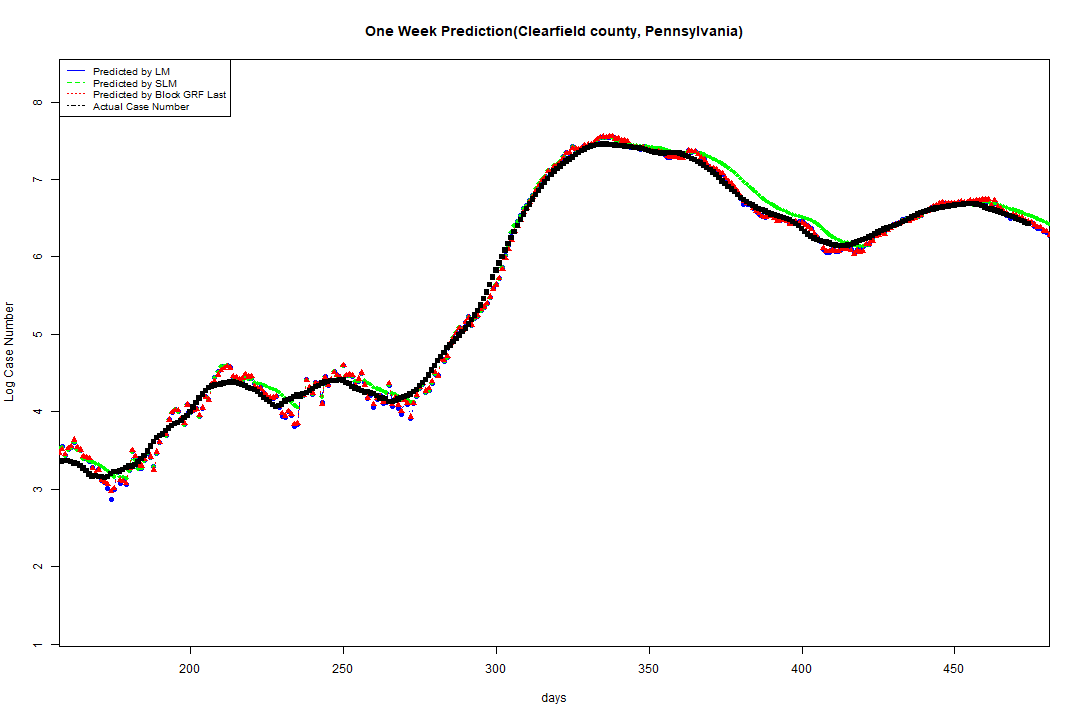 One Week Prediction(Clearfield county, Pennsylvania)
Predicted by LM
Predicted by SLM
Predicted by Block GRF Last
Actual Case Number
Log Case Number
8
7
6
5
4
3
2
1
200 250 300 350 400 450
days